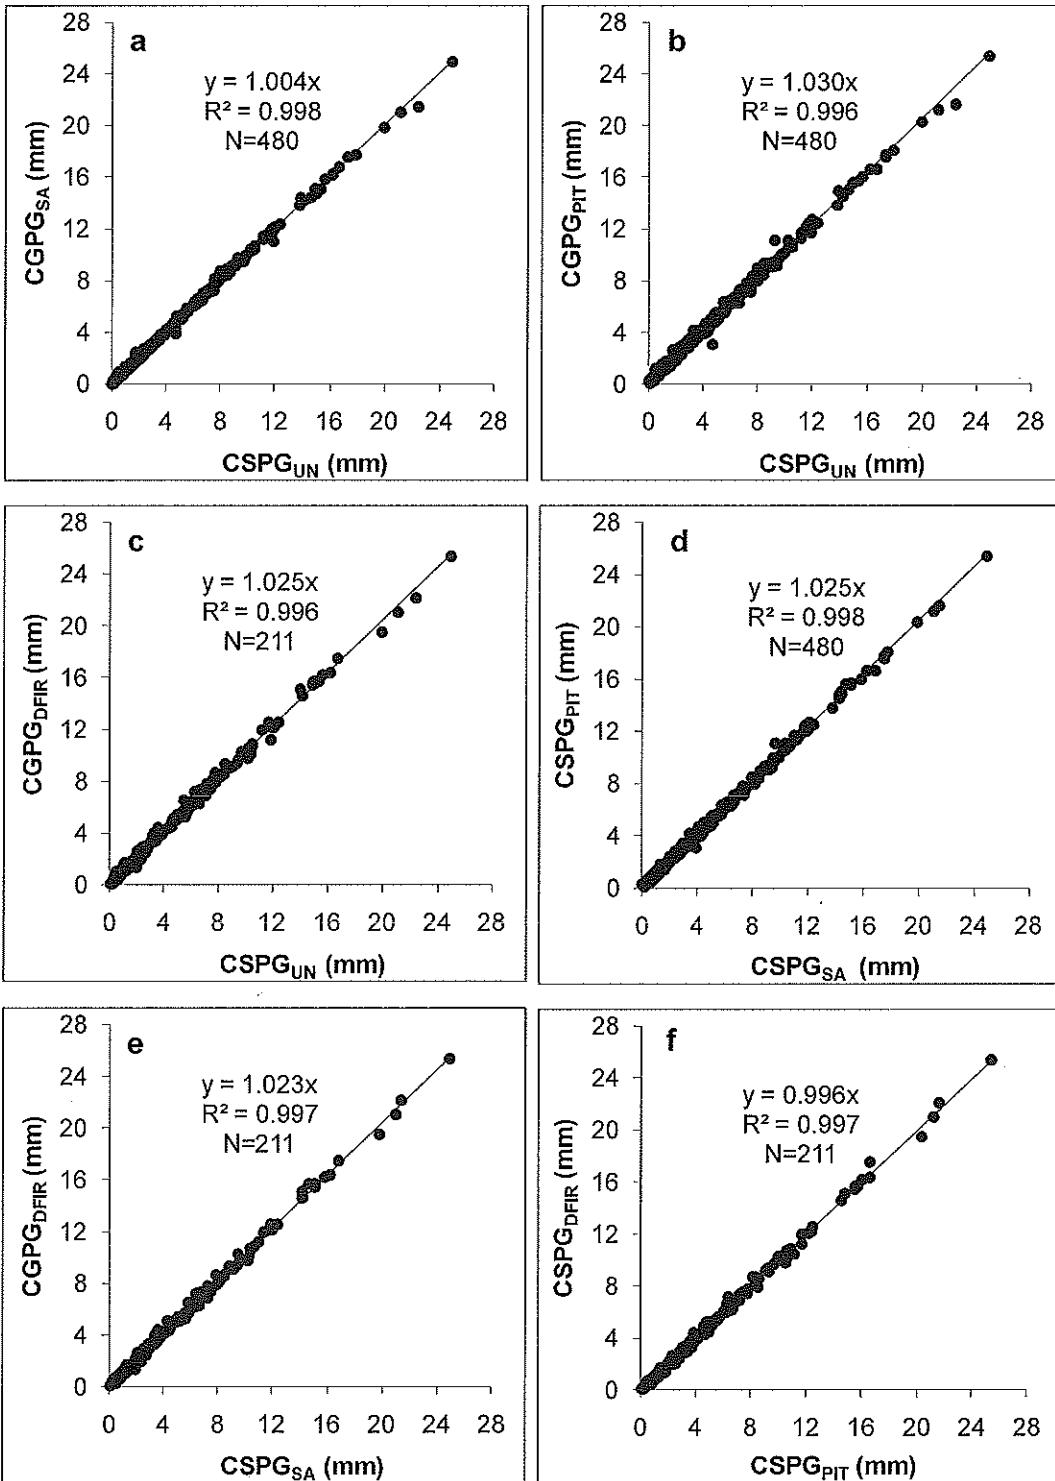 a
y = 1.004x
R² = 0.998
N=480
CGPG_SA (mm)
28
24
20
16
12
8
4
0
0 4 8 12 16 20 24 28
CSPG_UN (mm)
b
y = 1.030x
R² = 0.996
N=480
CGPG_PIT (mm)
28
24
20
16
12
8
4
0
0 4 8 12 16 20 24 28
CSPG_UN (mm)
c
y = 1.025x
R² = 0.996
N=211
CGPG_DFIR (mm)
28
24
20
16
12
8
4
0
0 4 8 12 16 20 24 28
CSPG_UN (mm)
d
y = 1.025x
R² = 0.998
N=480
CSPG_PIT (mm)
28
24
20
16
12
8
4
0
0 4 8 12 16 20 24 28
CSPG_SA (mm)
e
y = 1.023x
R² = 0.997
N=211
CGPG_DFIR (mm)
28
24
20
16
12
8
4
0
0 4 8 12 16 20 24 28
CSPG_SA (mm)
f
y = 0.996x
R² = 0.997
N=211
CSPG_DFIR (mm)
28
24
20
16
12
8
4
0
0 4 8 12 16 20 24 28
CSPG_PIT (mm)